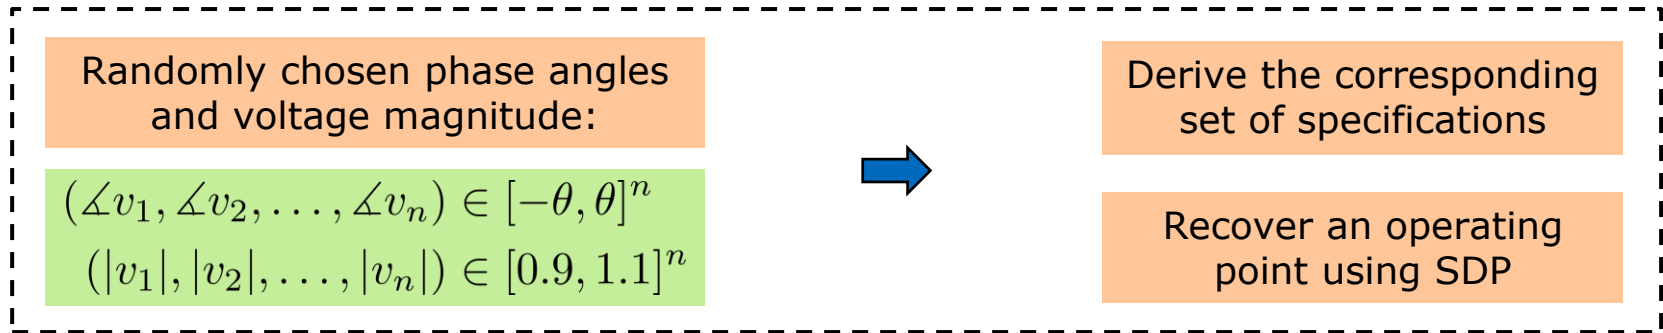 Randomly chosen phase angles
and voltage magnitude:
(∡v₁, ∡v₂, . . . , ∡vₙ) ∈ [−θ, θ]ⁿ
(|v₁|, |v₂|, . . . , |vₙ|) ∈ [0.9, 1.1]ⁿ
Derive the corresponding
set of specifications
Recover an operating
point using SDP